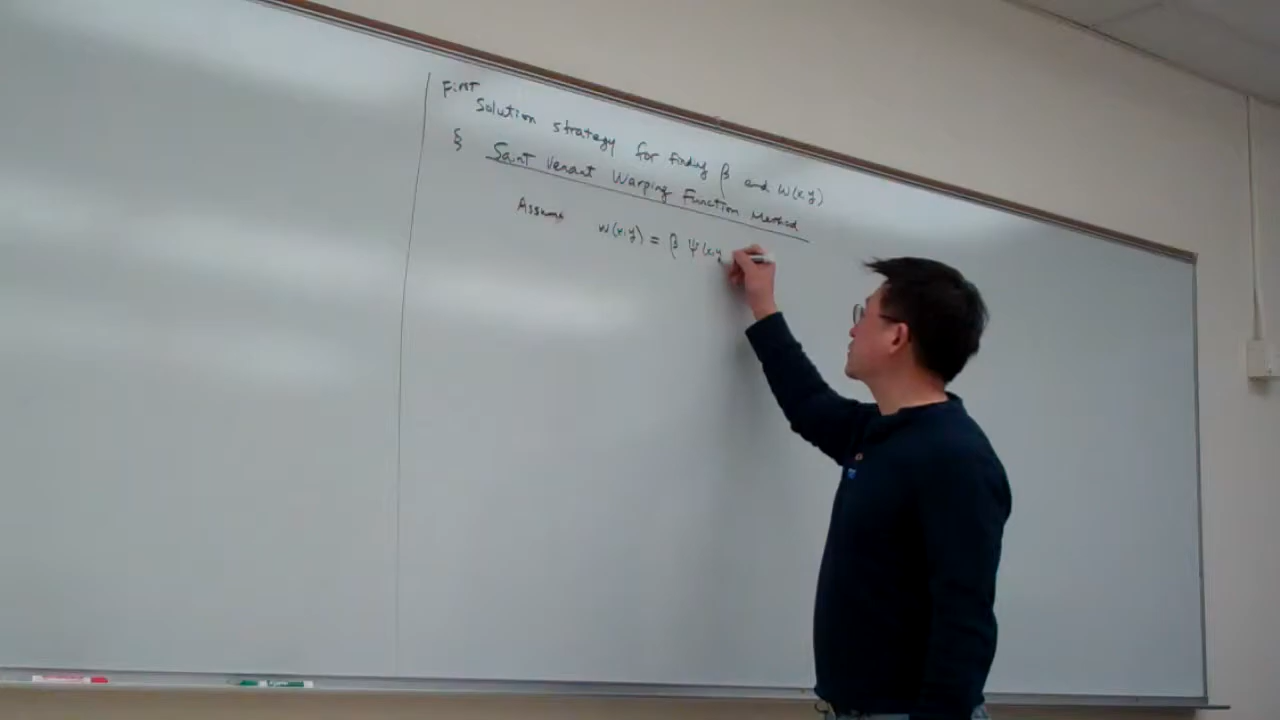 First
Solution strategy for finding β and w(x,y)
§ Saint Venant Warping Function Method
Assume w(x,y) = β ψ(x,y